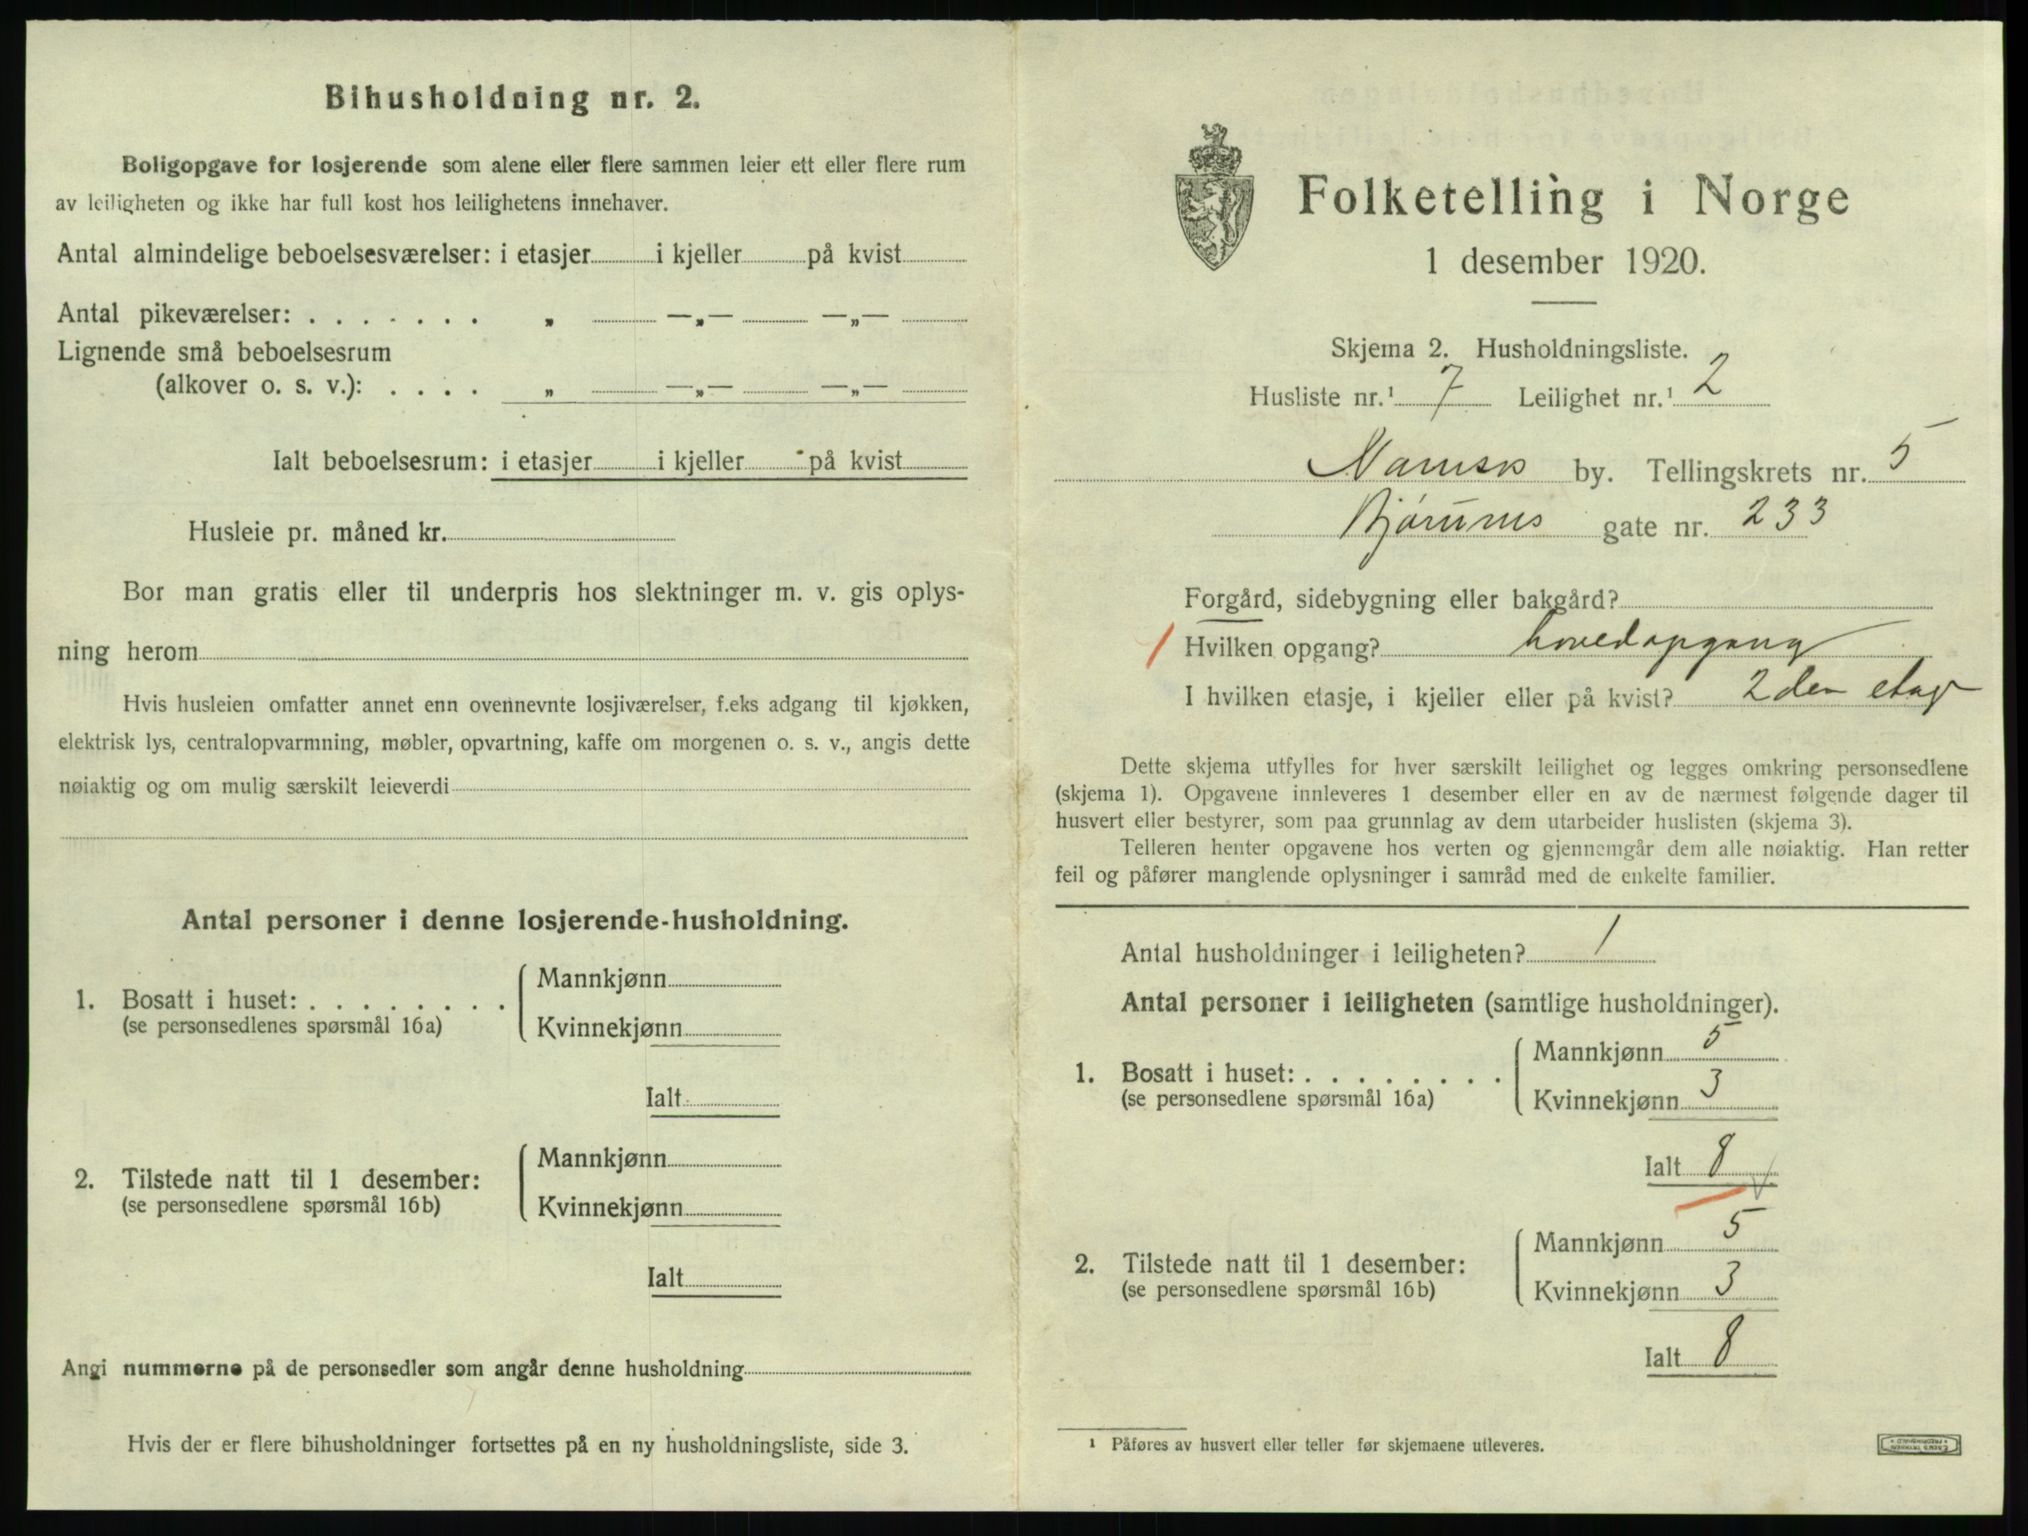 Bihusholdning nr. 2.
Boligopgave for losjerende som alene eller flere sammen leier ett eller flere rum
av leiligheten og ikke har full kost hos leilighetens innehaver.
Antal almindelige beboelsesværelser: i etasjer i kjeller på kvist
Antal pikeværelser: . . . . . . . „ —„— —„—
Lignende små beboelsesrum
(alkover o. s. v.): . . . . „ —„— —„—
Ialt beboelsesrum: i etasjer i kjeller på kvist
Husleie pr. måned kr.
Bor man gratis eller til underpris hos slektninger m. v. gis oplys-
ning herom
Hvis husleien omfatter annet enn ovennevnte losjiværelser, f.eks adgang til kjøkken,
elektrisk lys, centralopvarmning, møbler, opvartning, kaffe om morgenen o. s. v., angis dette
nøiaktig og om mulig særskilt leieverdi
Antal personer i denne losjerende-husholdning.
1. Bosatt i huset: . . . . . . . . Mannkjønn
(se personsedlenes spørsmål 16a) Kvinnekjønn
Ialt
2. Tilstede natt til 1 desember: Mannkjønn
(se personsedlene spørsmål 16b) Kvinnekjønn
Ialt
Angi nummerne på de personsedler som angår denne husholdning
Hvis der er flere bihusholdninger fortsettes på en ny husholdningsliste, side 3.
Folketelling i Norge
1 desember 1920.
Skjema 2. Husholdningsliste.
Husliste nr.¹ 7 Leilighet nr.¹ 2
Namsos by. Tellingskrets nr. 5
gate nr. 233
Forgård, sidebygning eller bakgård?
Hvilken opgang? hovedopgang
I hvilken etasje, i kjeller eller på kvist? 2den etage
Dette skjema utfylles for hver særskilt leilighet og legges omkring personsedlene
(skjema 1). Opgavene innleveres 1 desember eller en av de nærmest følgende dager til
husvert eller bestyrer, som paa grunnlag av dem utarbeider huslisten (skjema 3).
Telleren henter opgavene hos verten og gjennemgår dem alle nøiaktig. Han retter
feil og påfører manglende oplysninger i samråd med de enkelte familier.
Antal husholdninger i leiligheten? 1
Antal personer i leiligheten (samtlige husholdninger).
1. Bosatt i huset: . . . . . . . . Mannkjønn 5
(se personsedlene spørsmål 16a) Kvinnekjønn 3
Ialt 8
2. Tilstede natt til 1 desember: Mannkjønn 5
(se personsedlene spørsmål 16b) Kvinnekjønn 3
Ialt 8
¹ Påføres av husvert eller teller før skjemaene utleveres.